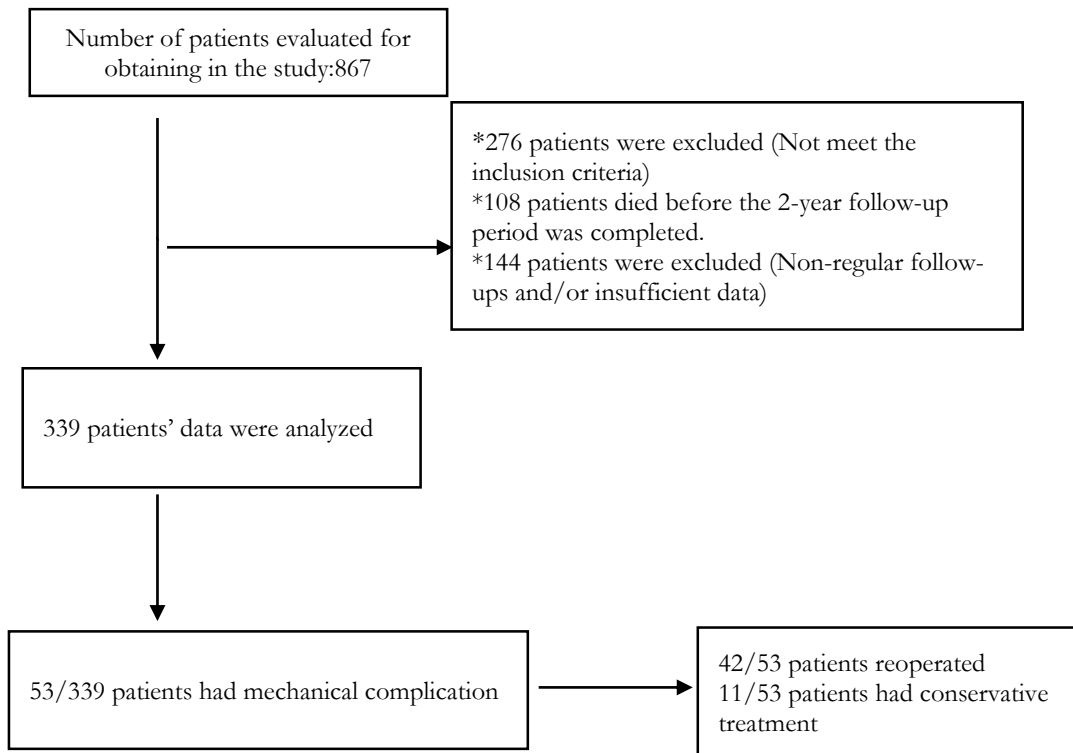 Number of patients evaluated for
obtaining in the study:867
*276 patients were excluded (Not meet the
inclusion criteria)
*108 patients died before the 2-year follow-up
period was completed.
*144 patients were excluded (Non-regular follow-
ups and/or insufficient data)
339 patients’ data were analyzed
53/339 patients had mechanical complication
42/53 patients reoperated
11/53 patients had conservative
treatment